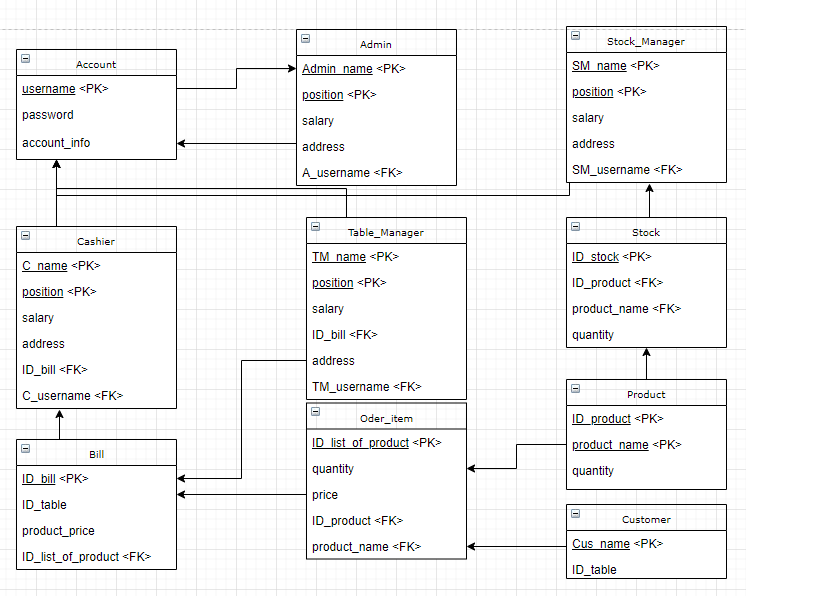 Account
username <PK>
password
account_info
Admin
Admin_name <PK>
position <PK>
salary
address
A_username <FK>
Stock_Manager
SM_name <PK>
position <PK>
salary
address
SM_username <FK>
Cashier
C_name <PK>
position <PK>
salary
address
ID_bill <FK>
C_username <FK>
Table_Manager
TM_name <PK>
position <PK>
salary
ID_bill <FK>
address
TM_username <FK>
Stock
ID_stock <PK>
ID_product <FK>
product_name <FK>
quantity
Bill
ID_bill <PK>
ID_table
product_price
ID_list_of_product <FK>
Oder_item
ID_list_of_product <PK>
quantity
price
ID_product <FK>
product_name <FK>
Product
ID_product <PK>
product_name <PK>
quantity
Customer
Cus_name <PK>
ID_table